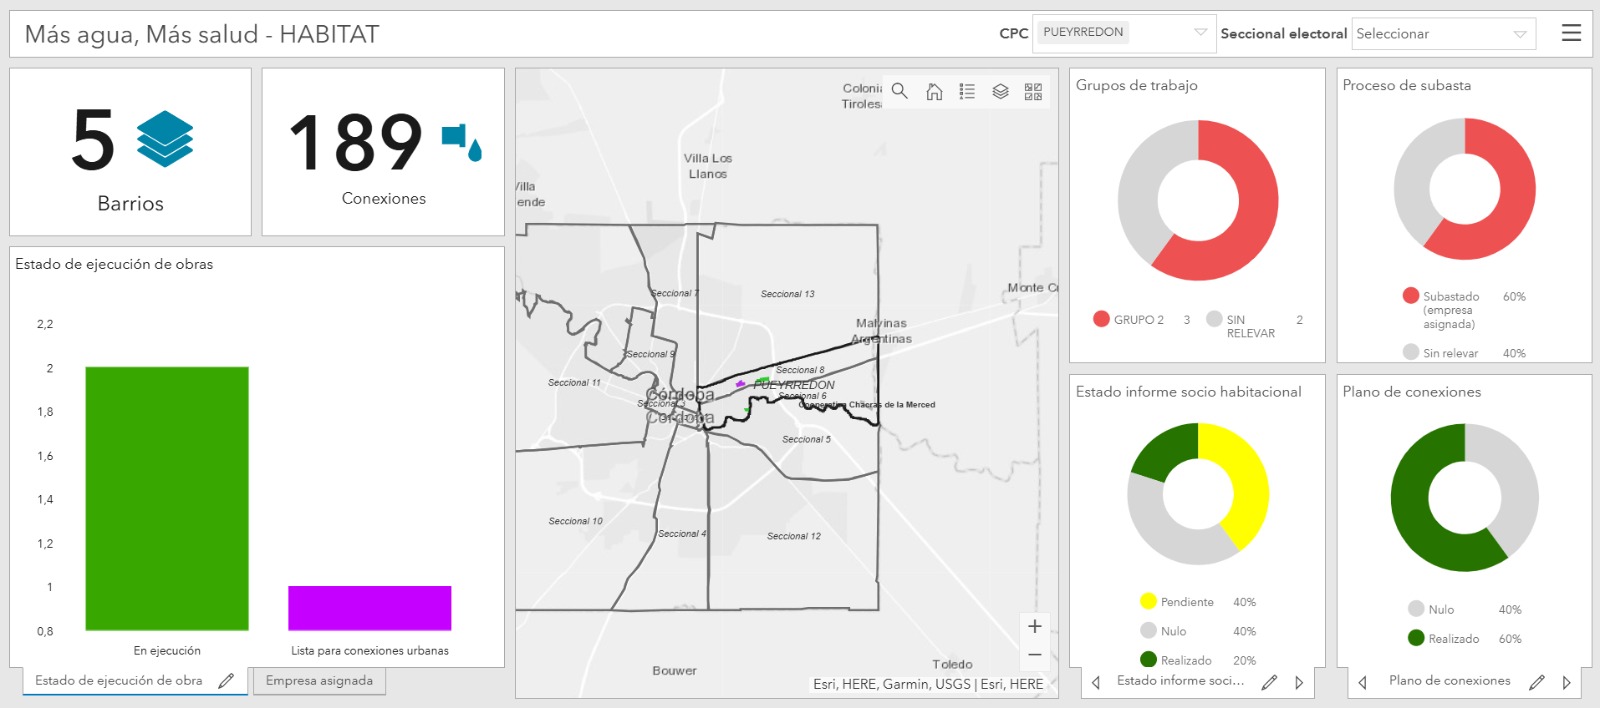 Más agua, Más salud - HABITAT
CPC
PUEYRREDON
Seccional electoral
Seleccionar
5
Barrios
189
Conexiones
Estado de ejecución de obras
2,2
2
1,8
1,6
1,4
1,2
1
0,8
En ejecución
Lista para conexiones urbanas
Estado de ejecución de obra
Empresa asignada
Colonia
Tirolesa
Villa Los
Llanos
Villa
ende
Monte Cr
Seccional 7
Seccional 13
Malvinas
Argentinas
Seccional 9
Seccional 8
Seccional 11
PUEYRREDON
Córdoba
Seccional 6
Seccional 3
Cooperativa Chacras de la Merced
Córdoba
Seccional 5
Seccional 10
Seccional 4
Seccional 12
Bouwer
Toledo
+
−
Esri, HERE, Garmin, USGS | Esri, HERE
Grupos de trabajo
GRUPO 2 3
SIN
RELEVAR 2
Proceso de subasta
Subastado 60%
(empresa
asignada)
Sin relevar 40%
Estado informe socio habitacional
Pendiente 40%
Nulo 40%
Realizado 20%
Estado informe soci...
Plano de conexiones
Nulo 40%
Realizado 60%
Plano de conexiones